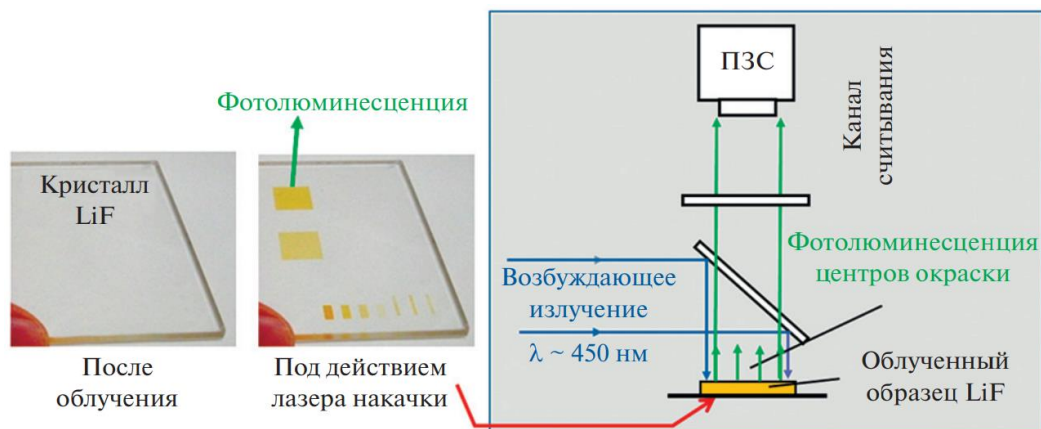 Фотолюминесценция
Кристалл
LiF
После
облучения
Под действием
лазера накачки
ПЗС
Канал
считывания
Фотолюминесценция
центров окраски
Возбуждающее
излучение
λ ~ 450 нм
Облученный
образец LiF